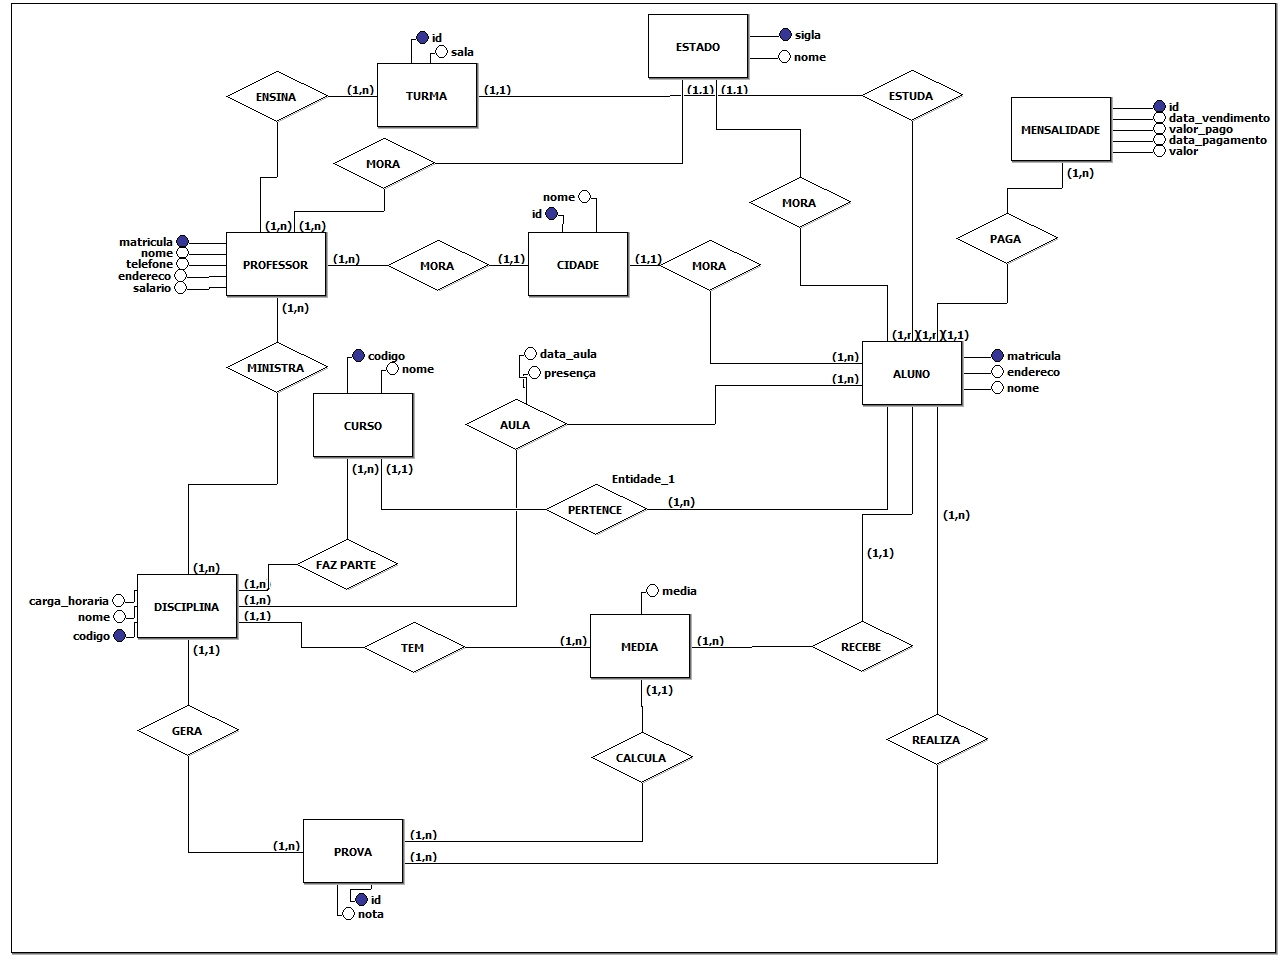 id
sala
TURMA
(1,n)
(1,1)
ENSINA
ESTADO
sigla
nome
(1,1)
(1,1)
ESTUDA
MENSALIDADE
id
data_vendimento
valor_pago
data_pagamento
valor
(1,n)
MORA
MORA
PAGA
nome
id
CIDADE
(1,1)
(1,1)
MORA
MORA
(1,n)
(1,n)
(1,n)
matricula
nome
telefone
endereco
salario
PROFESSOR
(1,n)
MINISTRA
codigo
nome
CURSO
(1,n)
(1,1)
data_aula
presença
AULA
(1,n)
(1,n)
(1,1)
(1,n)
(1,n)
ALUNO
matricula
endereco
nome
Entidade_1
PERTENCE
(1,n)
(1,n)
(1,1)
FAZ PARTE
(1,n)
(1,n)
(1,n)
(1,1)
carga_horaria
nome
codigo
DISCIPLINA
(1,1)
TEM
(1,n)
media
MEDIA
(1,n)
(1,1)
RECEBE
GERA
CALCULA
REALIZA
(1,n)
PROVA
(1,n)
(1,n)
id
nota